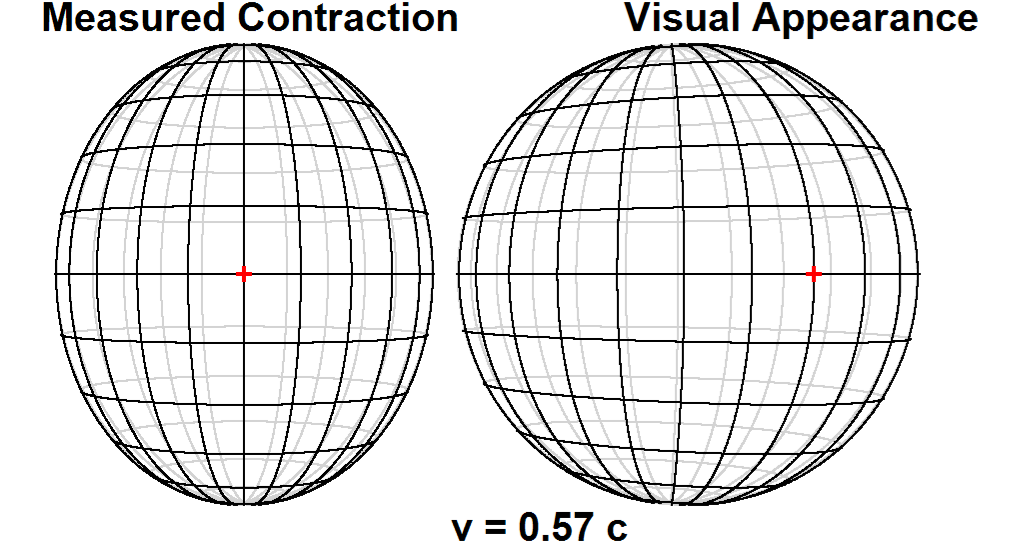 Measured Contraction
Visual Appearance
v = 0.57 c